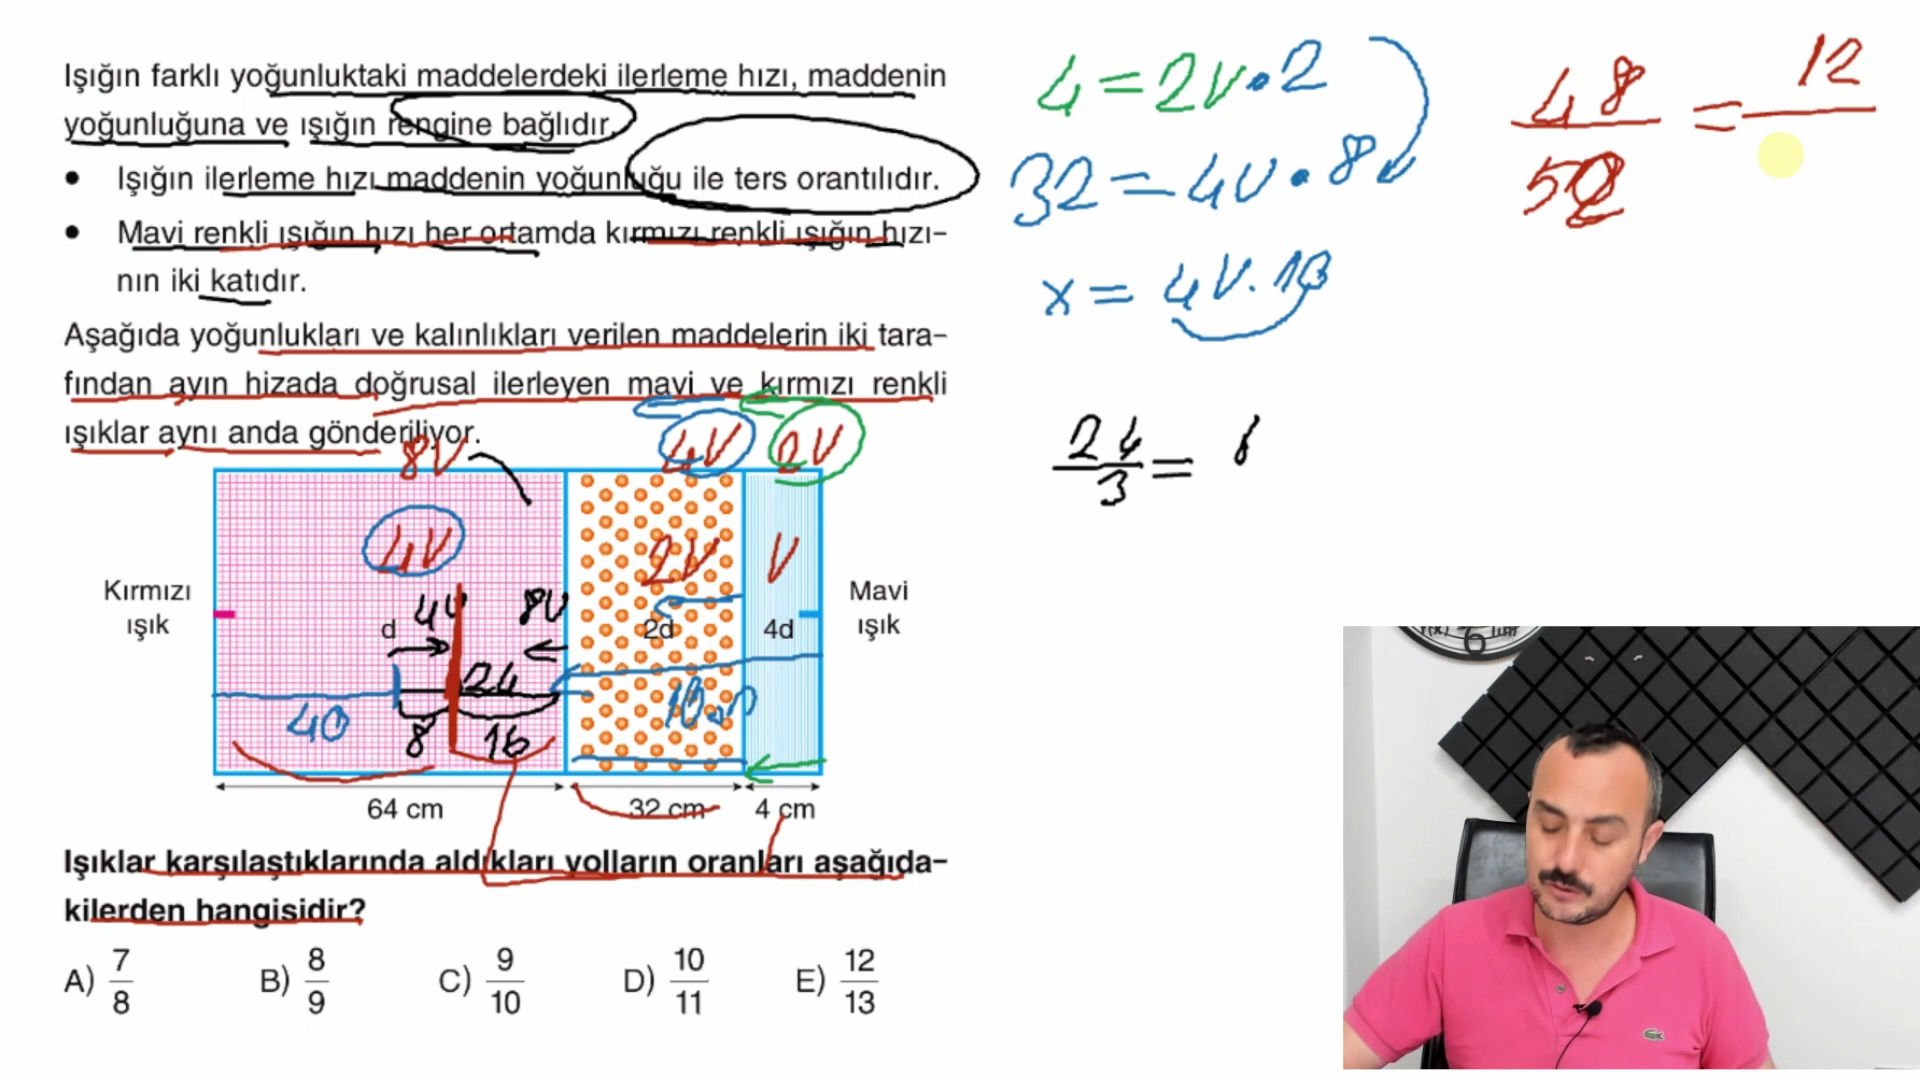 Işığın farklı yoğunluktaki maddelerdeki ilerleme hızı, maddenin
yoğunluğuna ve ışığın rengine bağlıdır.
• Işığın ilerleme hızı maddenin yoğunluğu ile ters orantılıdır.
• Mavi renkli ışığın hızı her ortamda kırmızı renkli ışığın hızı-
nın iki katıdır.
Aşağıda yoğunlukları ve kalınlıkları verilen maddelerin iki tara-
fından ayın hizada doğrusal ilerleyen mavi ve kırmızı renkli
ışıklar aynı anda gönderiliyor.
8V 4V 2V
4V 2V V
Kırmızı
ışık
4V 8V
d 2d 4d
Mavi
ışık
24
40 8 16 10
64 cm 32 cm 4 cm
Işıklar karşılaştıklarında aldıkları yolların oranları aşağıda-
kilerden hangisidir?
A) 7/8 B) 8/9 C) 9/10 D) 10/11 E) 12/13
4 = 2V • 2
32 = 4V • 8
x = 4V. 10
24/3 =
48/52 = 12